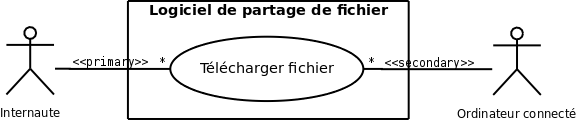 Logiciel de partage de fichier
<<primary>> *
Télécharger fichier
* <<secondary>>
Internaute
Ordinateur connecté